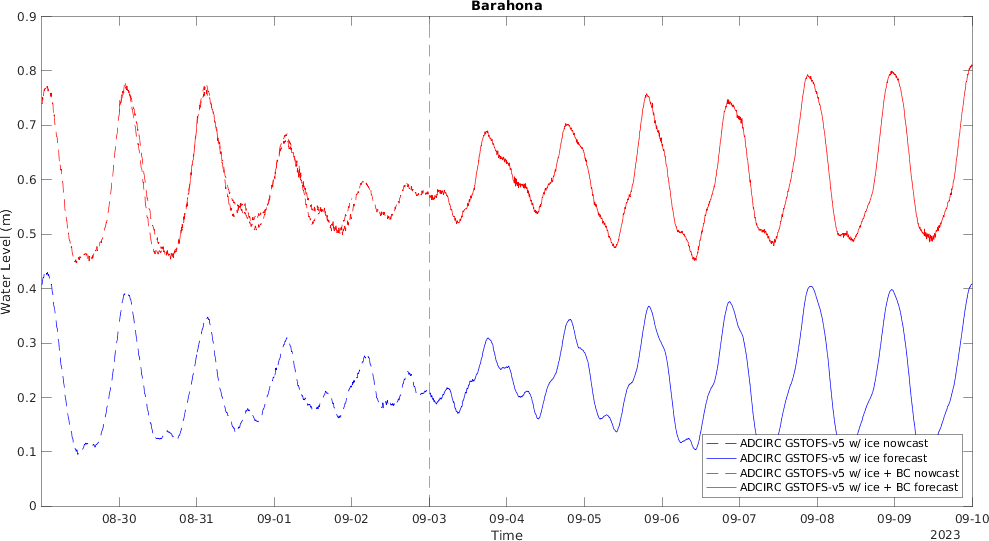 Barahona
0.9
0.8
0.7
0.6
0.5
0.4
0.3
0.2
0.1
0
Water Level (m)
08-30 08-31 09-01 09-02 09-03 09-04 09-05 09-06 09-07 09-08 09-09 09-10
Time
2023
ADCIRC GSTOFS-v5 w/ ice nowcast
ADCIRC GSTOFS-v5 w/ ice forecast
ADCIRC GSTOFS-v5 w/ ice + BC nowcast
ADCIRC GSTOFS-v5 w/ ice + BC forecast